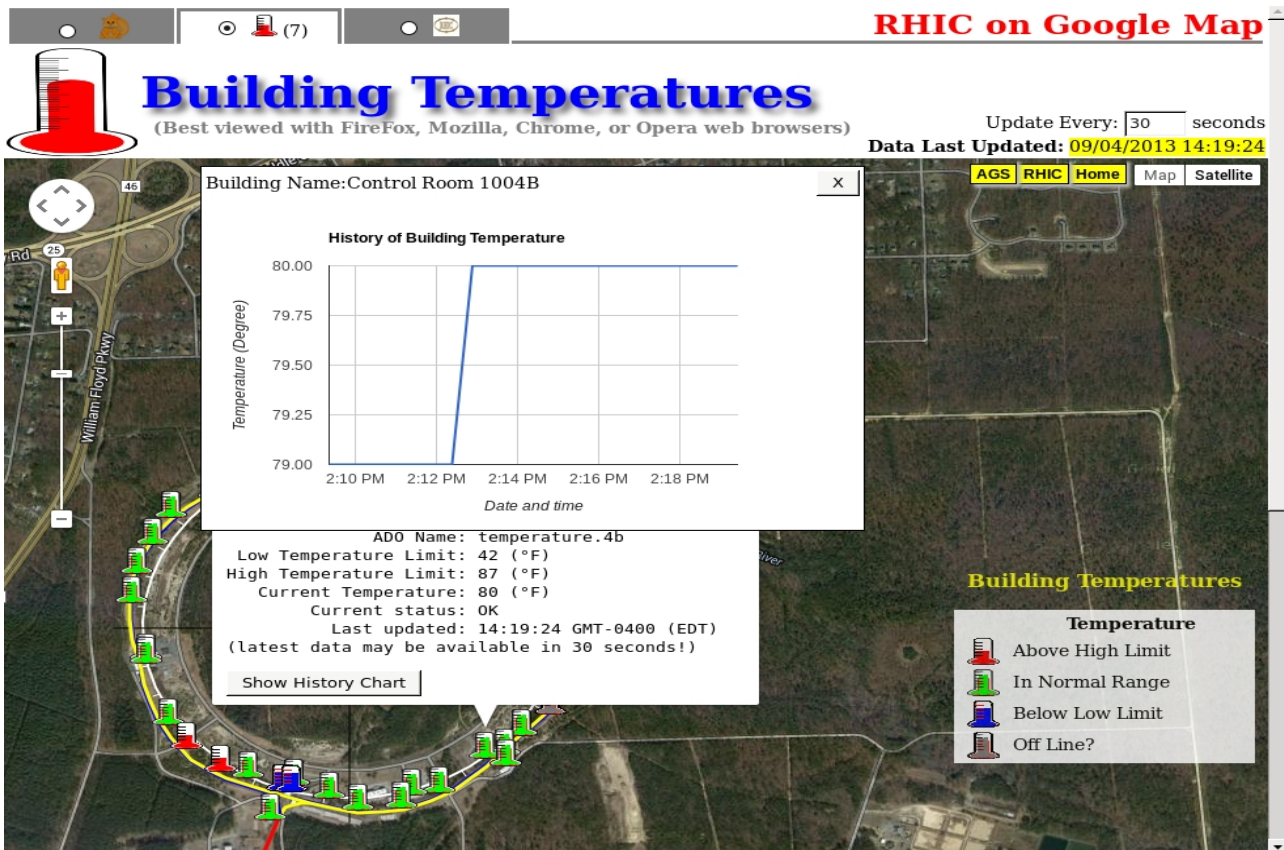 (7)
RHIC on Google Map
Building Temperatures
(Best viewed with FireFox, Mozilla, Chrome, or Opera web browsers)
Update Every: 30 seconds
Data Last Updated: 09/04/2013 14:19:24
AGS RHIC Home Map Satellite
46
25
Rd
William Floyd Pkwy
Building Name:Control Room 1004B
X
History of Building Temperature
Temperature (Degree)
80.00
79.75
79.50
79.25
79.00
2:10 PM 2:12 PM 2:14 PM 2:16 PM 2:18 PM
Date and time
ADO Name: temperature.4b
Low Temperature Limit: 42 (°F)
High Temperature Limit: 87 (°F)
Current Temperature: 80 (°F)
Current status: OK
Last updated: 14:19:24 GMT-0400 (EDT)
(latest data may be available in 30 seconds!)
Show History Chart
Building Temperatures
Temperature
Above High Limit
In Normal Range
Below Low Limit
Off Line?